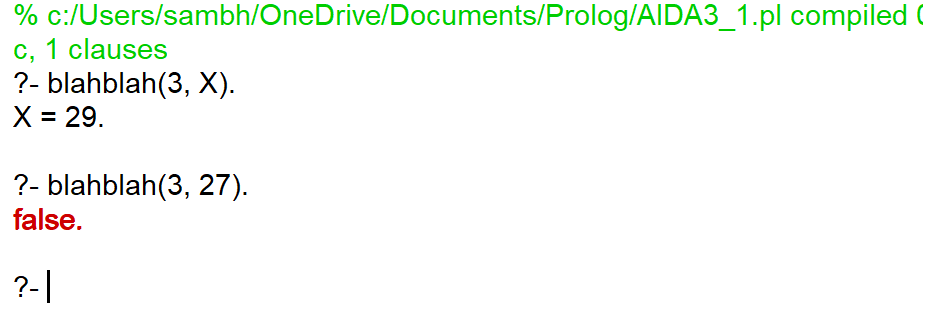 % c:/Users/sambh/OneDrive/Documents/Prolog/AIDA3_1.pl compiled
c, 1 clauses
?- blahblah(3, X).
X = 29.
?- blahblah(3, 27).
false.
?-